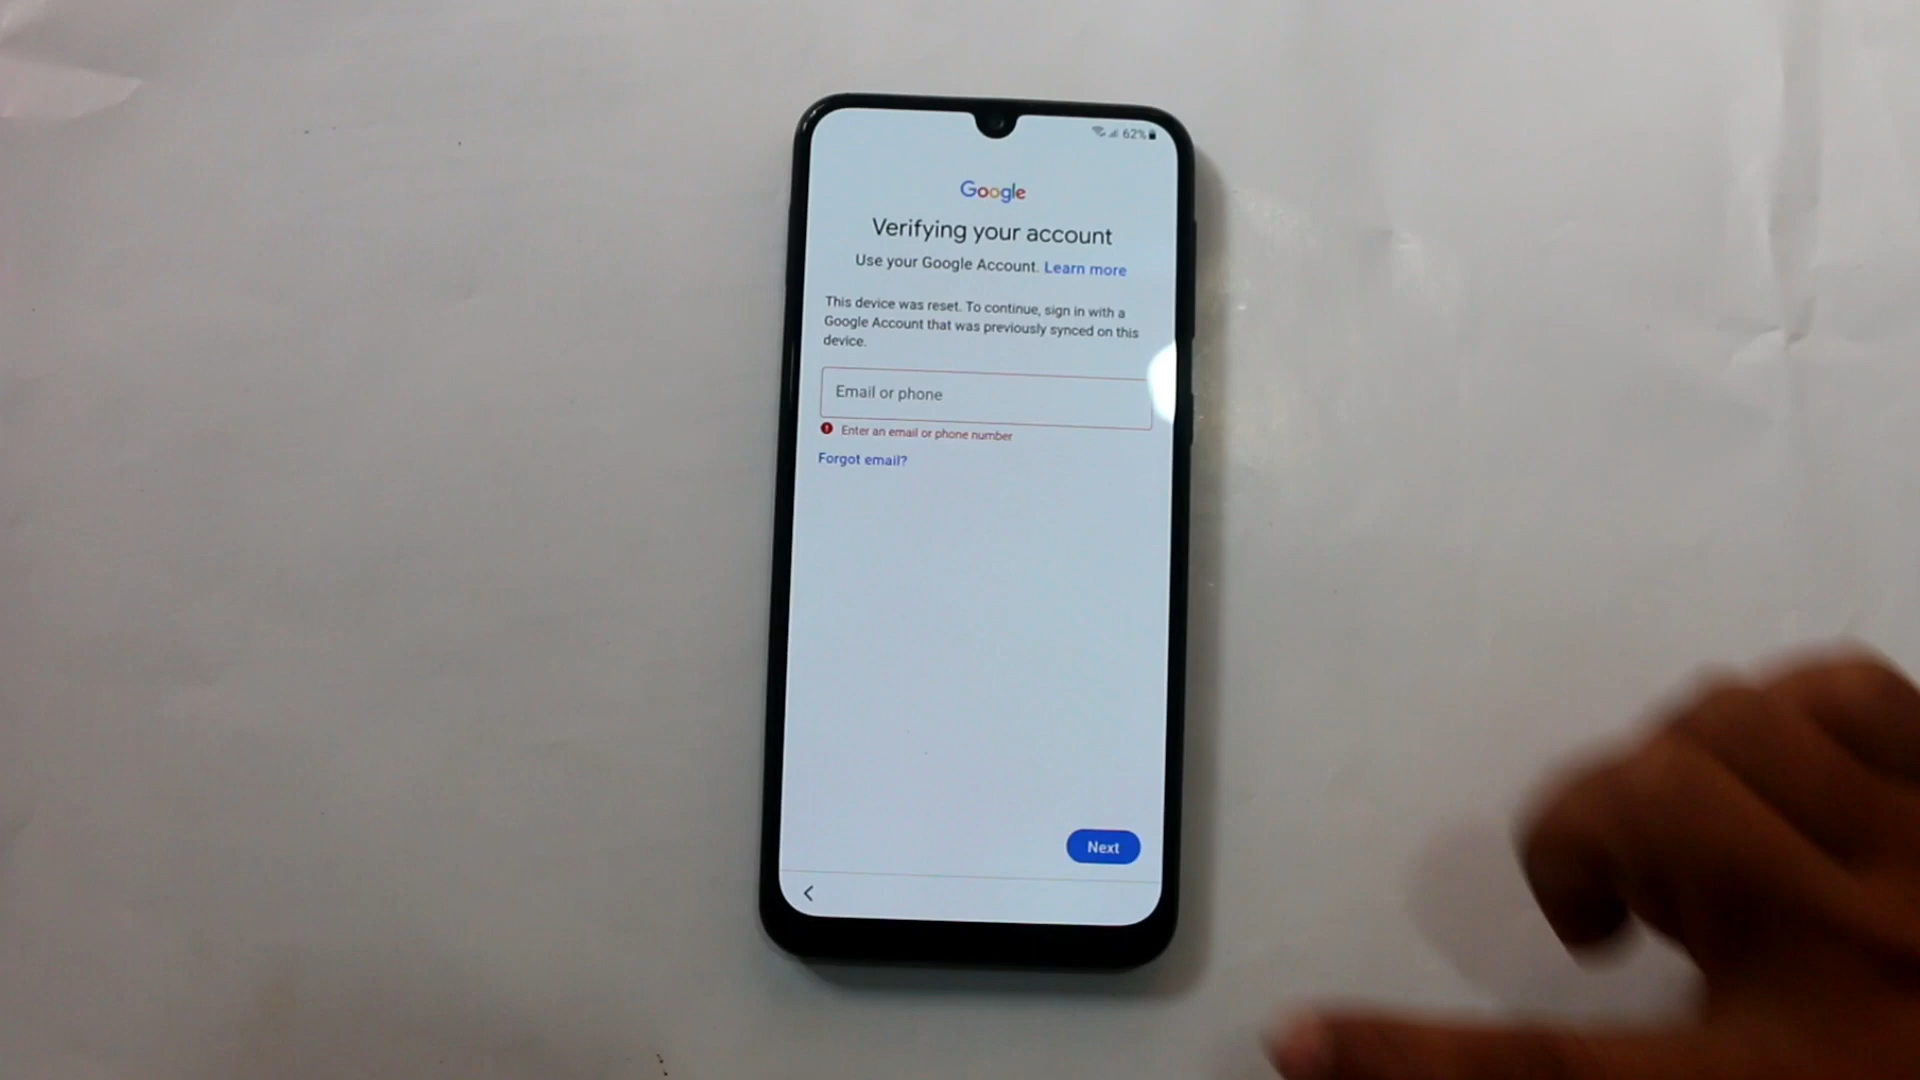 62%
Google
Verifying your account
Use your Google Account. Learn more
This device was reset. To continue, sign in with a
Google Account that was previously synced on this
device.
Email or phone
Enter an email or phone number
Forgot email?
Next